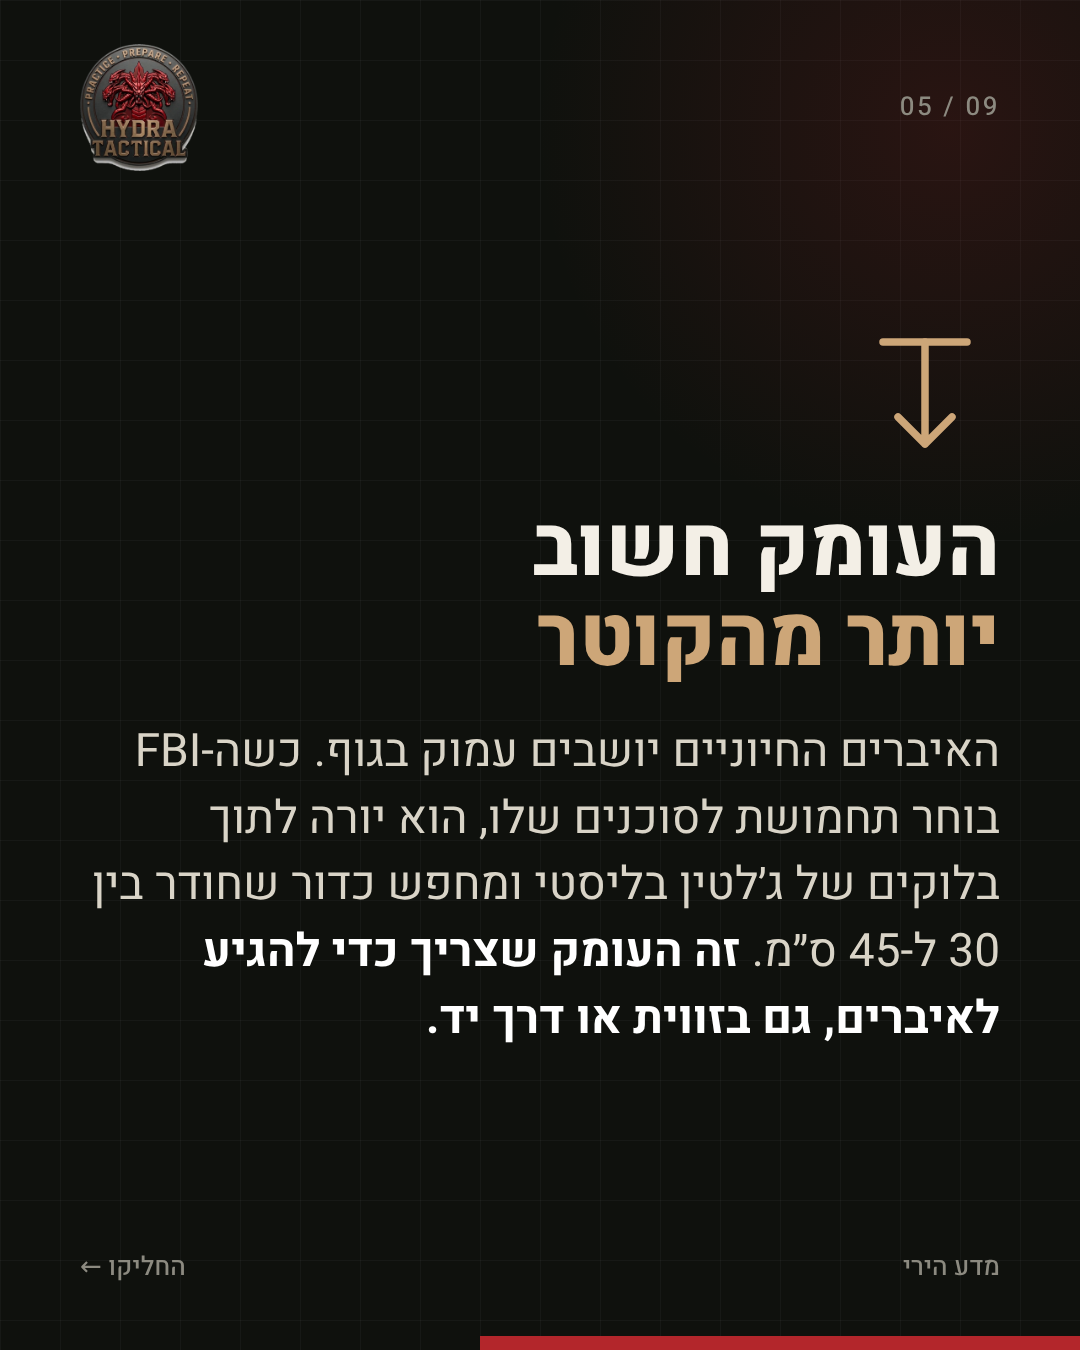 PRACTICE · PREPARE · REPEAT
HYDRA
TACTICAL
05 / 09
העומק חשוב
יותר מהקוטר
האיברים החיוניים יושבים עמוק בגוף. כשה-FBI
בוחר תחמושת לסוכנים שלו, הוא יורה לתוך
בלוקים של ג׳לטין בליסטי ומחפש כדור שחודר בין
30 ל-45 ס״מ. זה העומק שצריך כדי להגיע
לאיברים, גם בזווית או דרך יד.
מדע הירי
החליקו ←